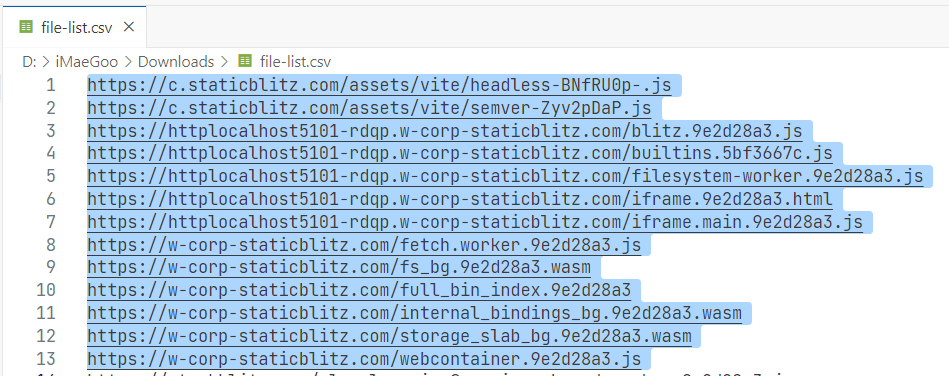 file-list.csv
D: > iMaeGoo > Downloads > file-list.csv
1 https://c.staticblitz.com/assets/vite/headless-BNfRU0p-.js
2 https://c.staticblitz.com/assets/vite/semver-Zyv2pDaP.js
3 https://httplocalhost5101-rdqp.w-corp-staticblitz.com/blitz.9e2d28a3.js
4 https://httplocalhost5101-rdqp.w-corp-staticblitz.com/builtins.5bf3667c.js
5 https://httplocalhost5101-rdqp.w-corp-staticblitz.com/filesystem-worker.9e2d28a3.js
6 https://httplocalhost5101-rdqp.w-corp-staticblitz.com/iframe.9e2d28a3.html
7 https://httplocalhost5101-rdqp.w-corp-staticblitz.com/iframe.main.9e2d28a3.js
8 https://w-corp-staticblitz.com/fetch.worker.9e2d28a3.js
9 https://w-corp-staticblitz.com/fs_bg.9e2d28a3.wasm
10 https://w-corp-staticblitz.com/full_bin_index.9e2d28a3
11 https://w-corp-staticblitz.com/internal_bindings_bg.9e2d28a3.wasm
12 https://w-corp-staticblitz.com/storage_slab_bg.9e2d28a3.wasm
13 https://w-corp-staticblitz.com/webcontainer.9e2d28a3.js